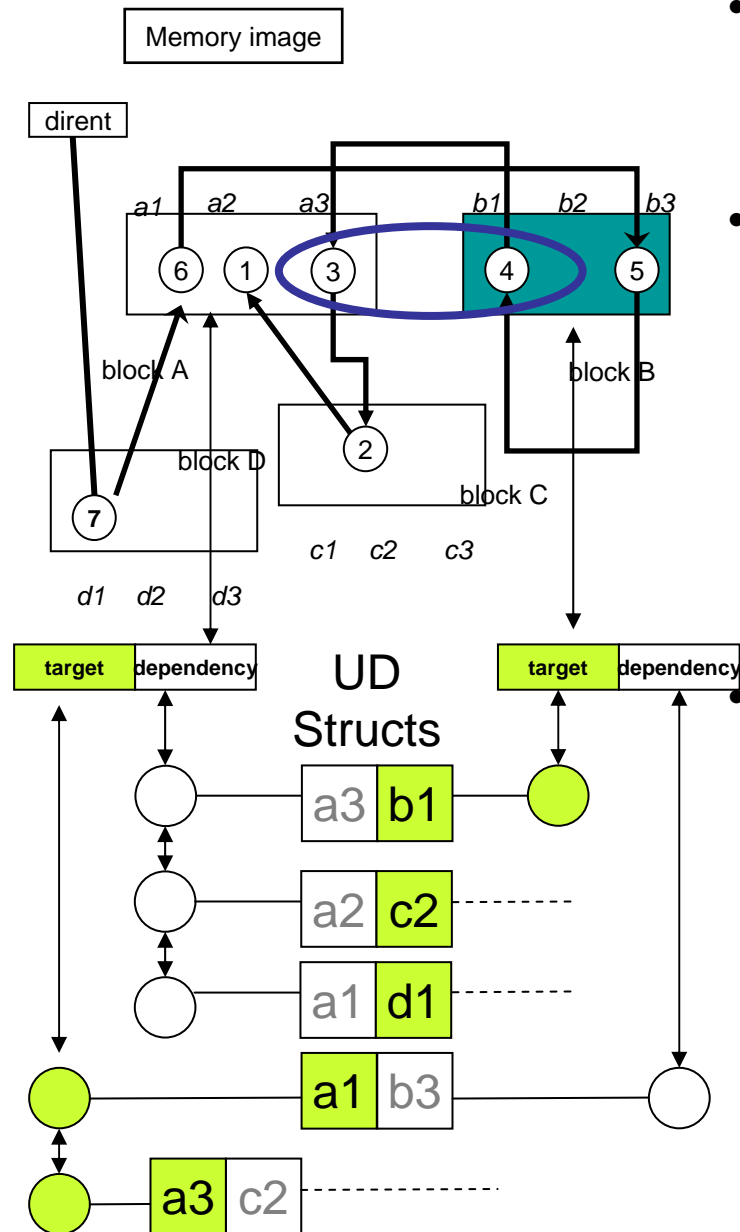 Memory image
dirent
a1 a2 a3 b1 b2 b3
6 1 3 4 5
block A block B
2
block D
block C
7
c1 c2 c3
d1 d2 d3
target dependency
UD
Structs
target dependency
a3 b1
a2 c2
a1 d1
a1 b3
a3 c2